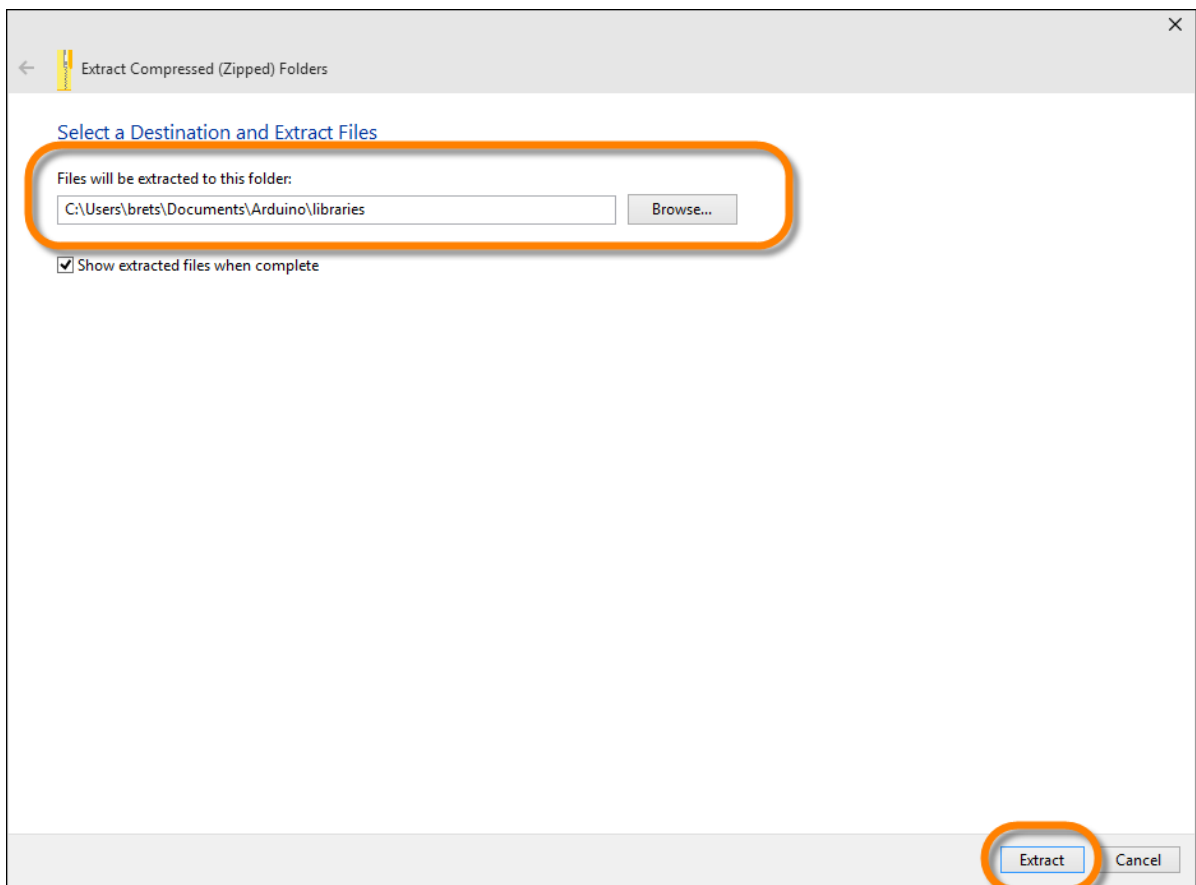 Extract Compressed (Zipped) Folders
Select a Destination and Extract Files
Files will be extracted to this folder:
C:\Users\brets\Documents\Arduino\libraries
Browse...
Show extracted files when complete
Extract
Cancel